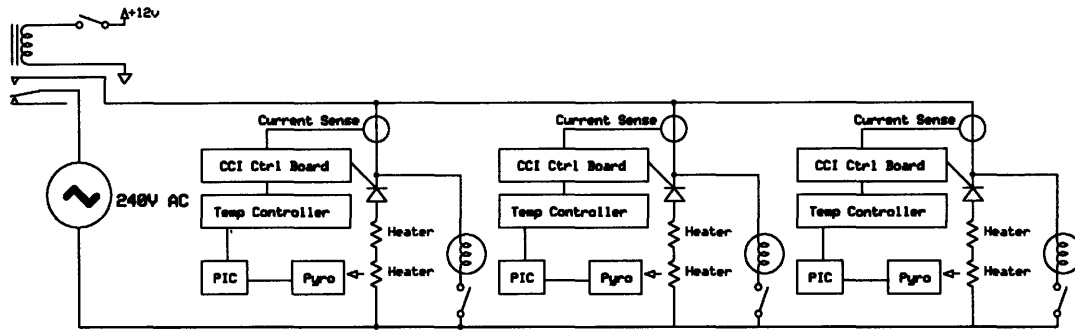 +12v
240V AC
Current Sense
CCI Ctrl Board
Temp Controller
PIC
Pyro
Heater
Heater
Current Sense
CCI Ctrl Board
Temp Controller
PIC
Pyro
Heater
Heater
Current Sense
CCI Ctrl Board
Temp Controller
PIC
Pyro
Heater
Heater